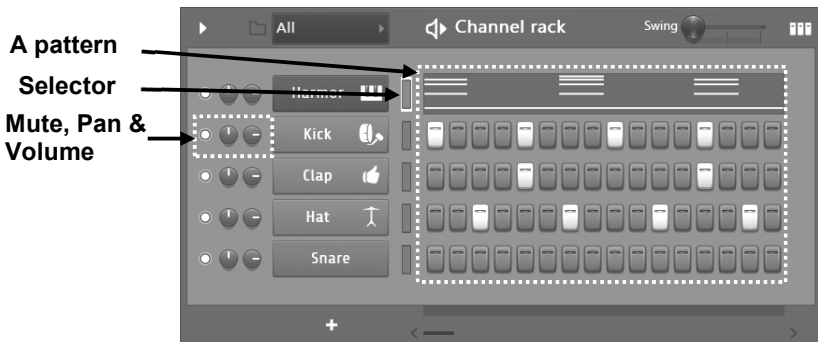 All
Channel rack
Swing
A pattern
Selector
Harmor
Mute, Pan &
Volume
Kick
Clap
Hat
Snare
+